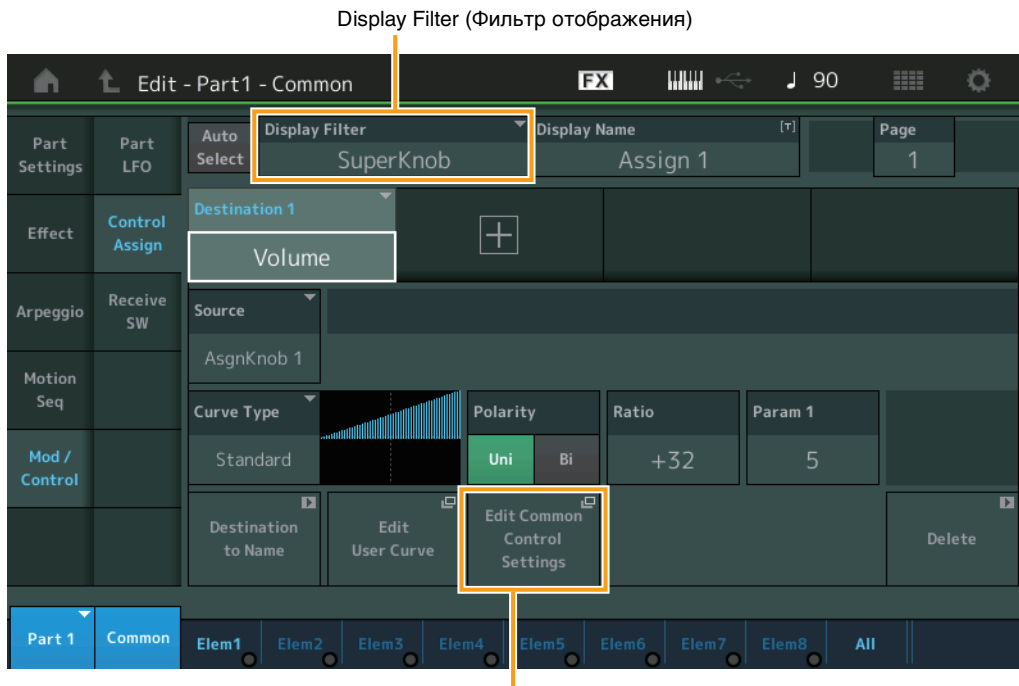 Display Filter (Фильтр отображения)
Edit - Part1 - Common
FX
90
Part Settings
Part LFO
Auto Select
Display Filter
SuperKnob
Display Name
[T]
Assign 1
Page
1
Effect
Control Assign
Destination 1
Volume
Arpeggio
Receive SW
Source
AsgnKnob 1
Motion Seq
Curve Type
Standard
Polarity
Uni
Bi
Ratio
+32
Param 1
5
Mod / Control
Destination to Name
Edit User Curve
Edit Common Control Settings
Delete
Part 1
Common
Elem1
Elem2
Elem3
Elem4
Elem5
Elem6
Elem7
Elem8
All